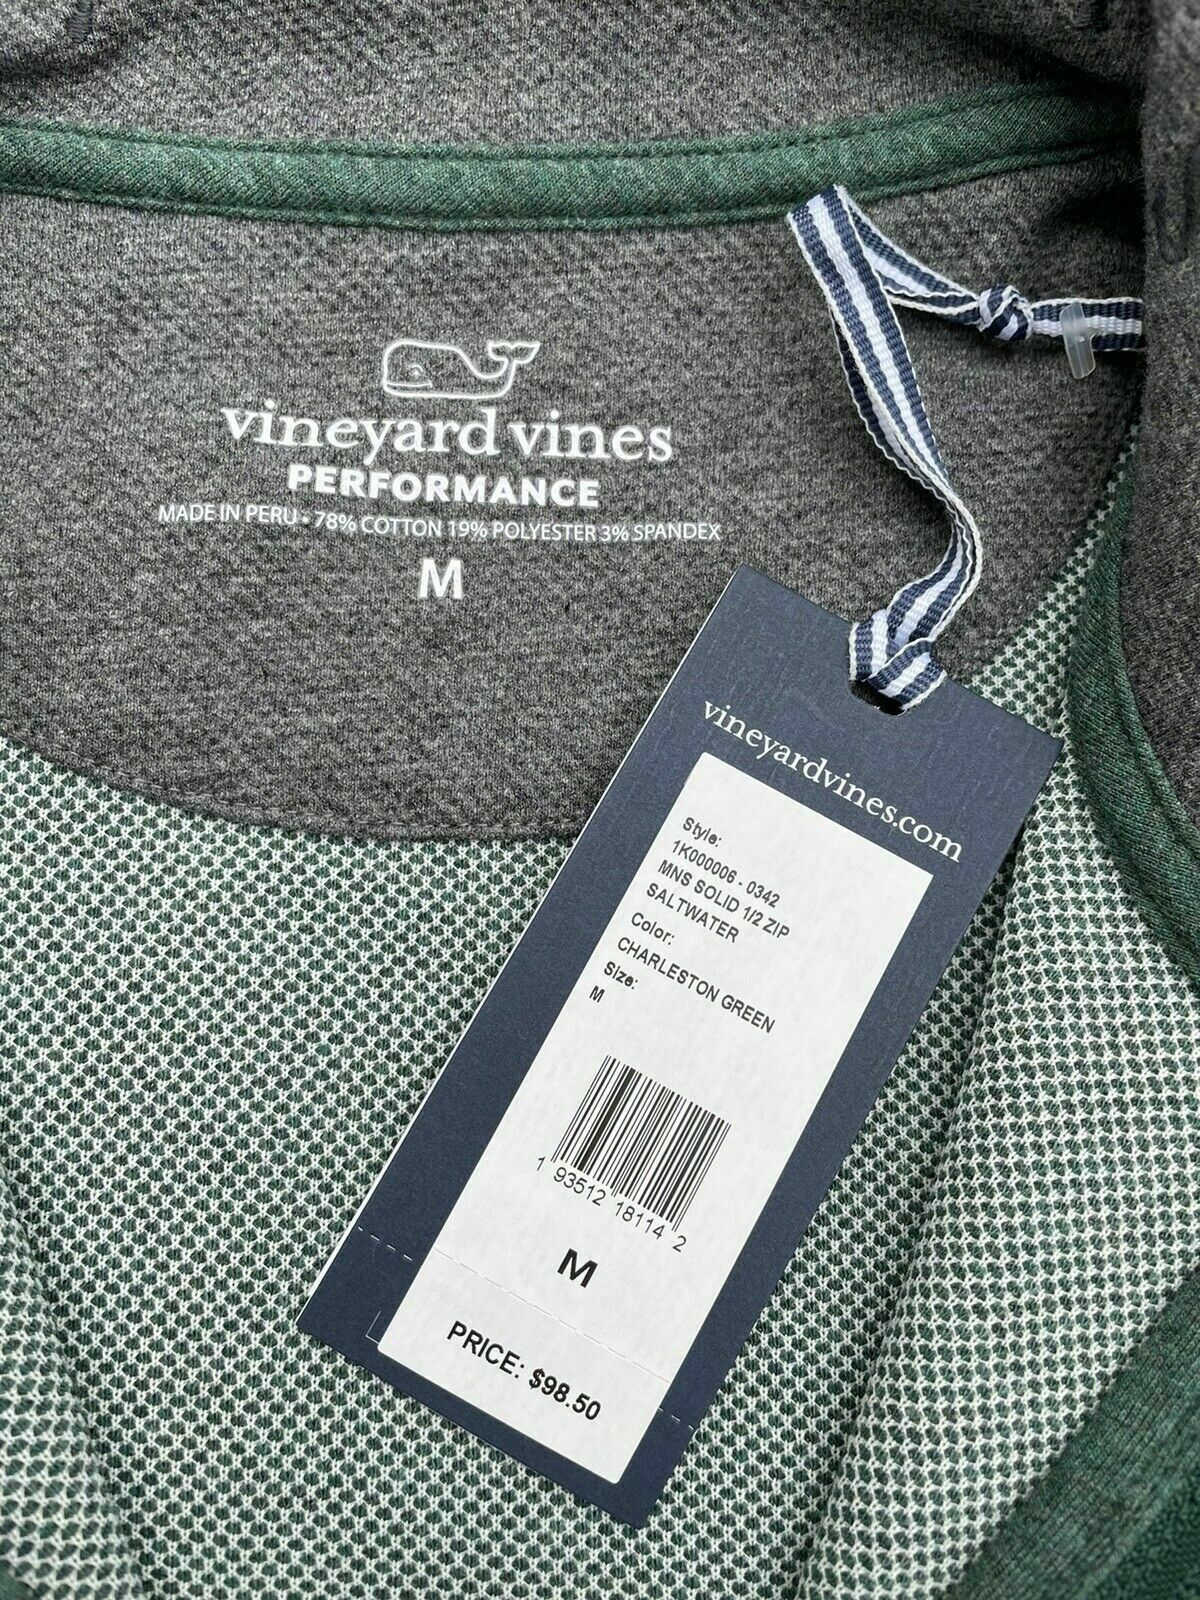 vineyard vines
PERFORMANCE
MADE IN PERU • 78% COTTON 19% POLYESTER 3% SPANDEX
M
vineyardvines.com
Style:
1K000006 - 0342
MNS SOLID 1/2 ZIP
SALTWATER
Color:
CHARLESTON GREEN
Size:
M
1 93512 18114 2
M
PRICE: $98.50